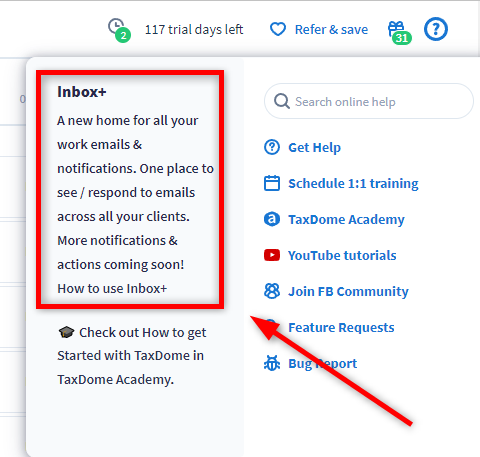 2
117 trial days left
Refer & save
31
?
0
Inbox+
A new home for all your
work emails &
notifications. One place to
see / respond to emails
across all your clients.
More notifications &
actions coming soon!
How to use Inbox+
🎓 Check out How to get
Started with TaxDome in
TaxDome Academy.
Search online help
Get Help
Schedule 1:1 training
TaxDome Academy
YouTube tutorials
Join FB Community
Feature Requests
Bug Report